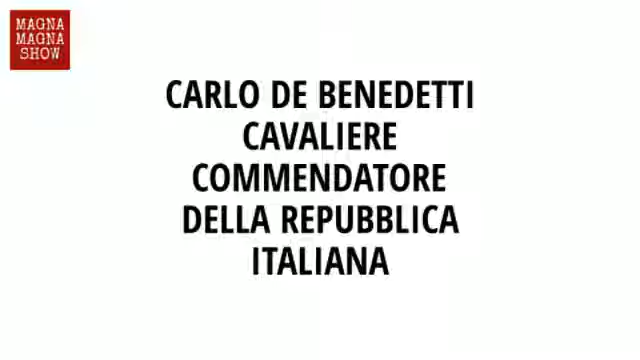 MAGNA
MAGNA
SHOW
CARLO DE BENEDETTI
CAVALIERE
COMMENDATORE
DELLA REPUBBLICA
ITALIANA